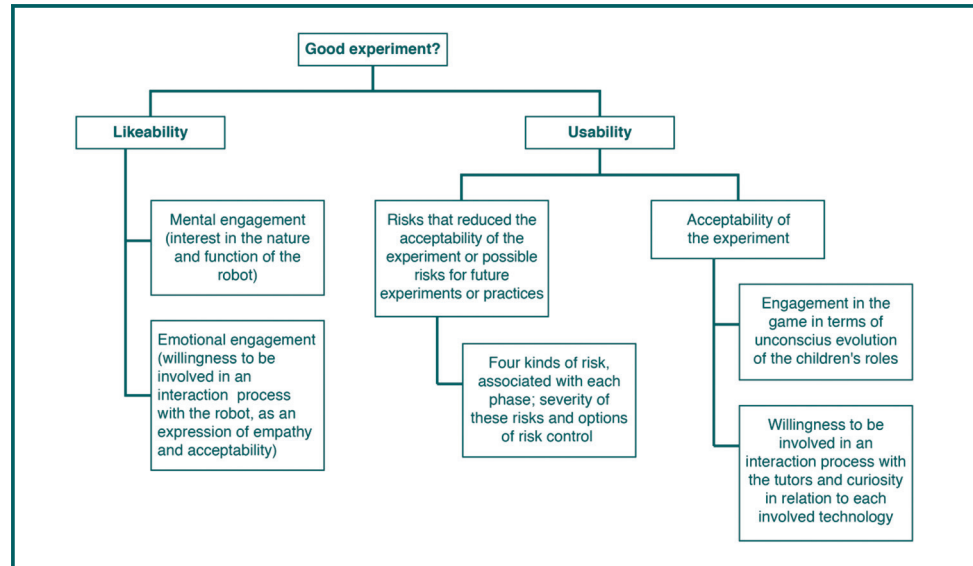 Good experiment?
Likeability
Usability
Mental engagement
(interest in the nature
and function of the
robot)
Emotional engagement
(willingness to be
involved in an
interaction process
with the robot, as an
expression of empathy
and acceptability)
Risks that reduced the
acceptability of the
experiment or possible
risks for future
experiments or practices
Four kinds of risk,
associated with each
phase; severity of
these risks and options
of risk control
Acceptability of
the experiment
Engagement in the
game in terms of
unconscius evolution
of the children's roles
Willingness to be
involved in an
interaction process with
the tutors and curiosity
in relation to each
involved technology